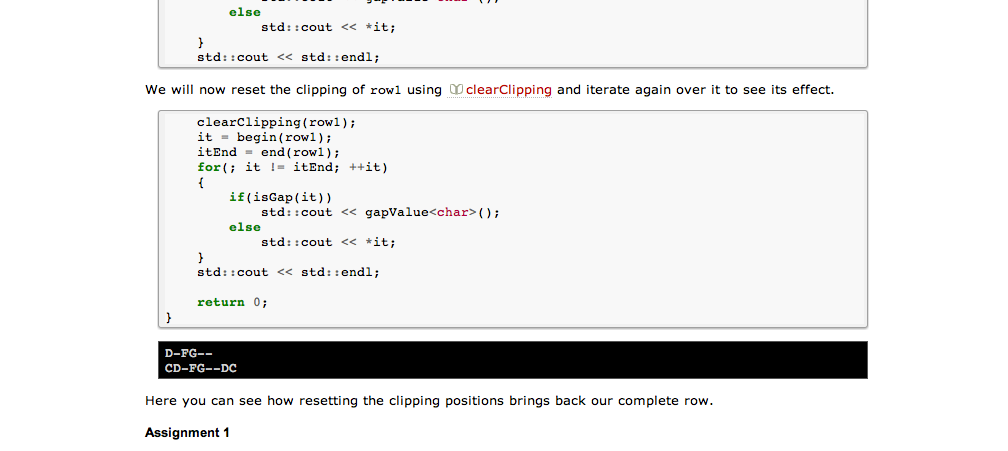 else
std::cout << *it;
}
std::cout << std::endl;
We will now reset the clipping of row1 using clearClipping and iterate again over it to see its effect.
clearClipping(row1);
it = begin(row1);
itEnd = end(row1);
for(; it != itEnd; ++it)
{
if(isGap(it))
std::cout << gapValue<char>();
else
std::cout << *it;
}
std::cout << std::endl;
return 0;
}
D-FG--
CD-FG--DC
Here you can see how resetting the clipping positions brings back our complete row.
Assignment 1